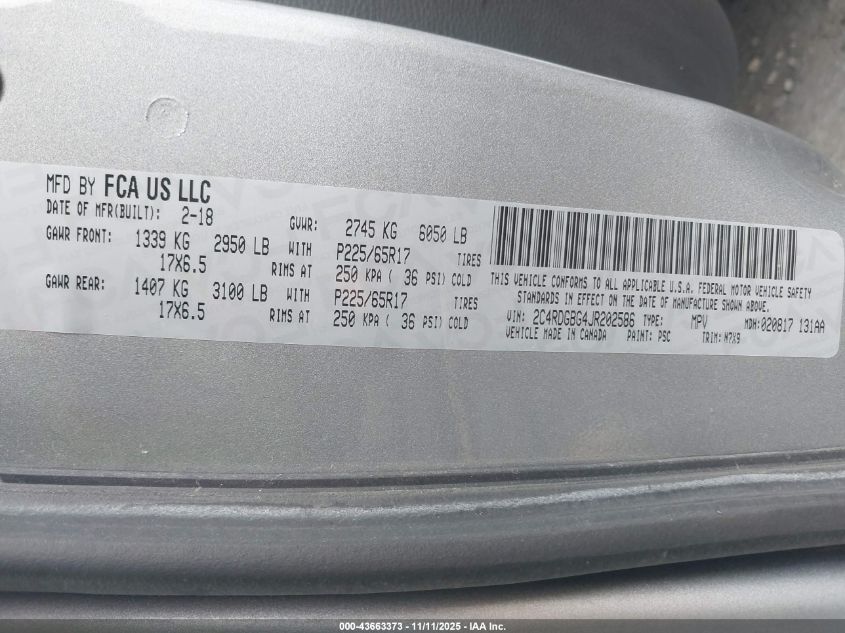 MFD BY FCA US LLC
DATE OF MFR(BUILT): 2-18 GVWR: 2745 KG 6050 LB
GAWR FRONT: 1339 KG 2950 LB WITH P225/65R17 TIRES
17X6.5 RIMS AT 250 KPA ( 36 PSI) COLD
GAWR REAR: 1407 KG 3100 LB WITH P225/65R17 TIRES
17X6.5 RIMS AT 250 KPA ( 36 PSI) COLD
THIS VEHICLE CONFORMS TO ALL APPLICABLE U.S.A. FEDERAL MOTOR VEHICLE SAFETY
STANDARDS IN EFFECT ON THE DATE OF MANUFACTURE SHOWN ABOVE.
VIN: 2C4RDGBG4JR202586 TYPE: MPV MDH:020817 131AA
VEHICLE MADE IN CANADA PAINT: PSC TRIM: N7X9
000-43663373 - 11/11/2025 - IAA Inc.